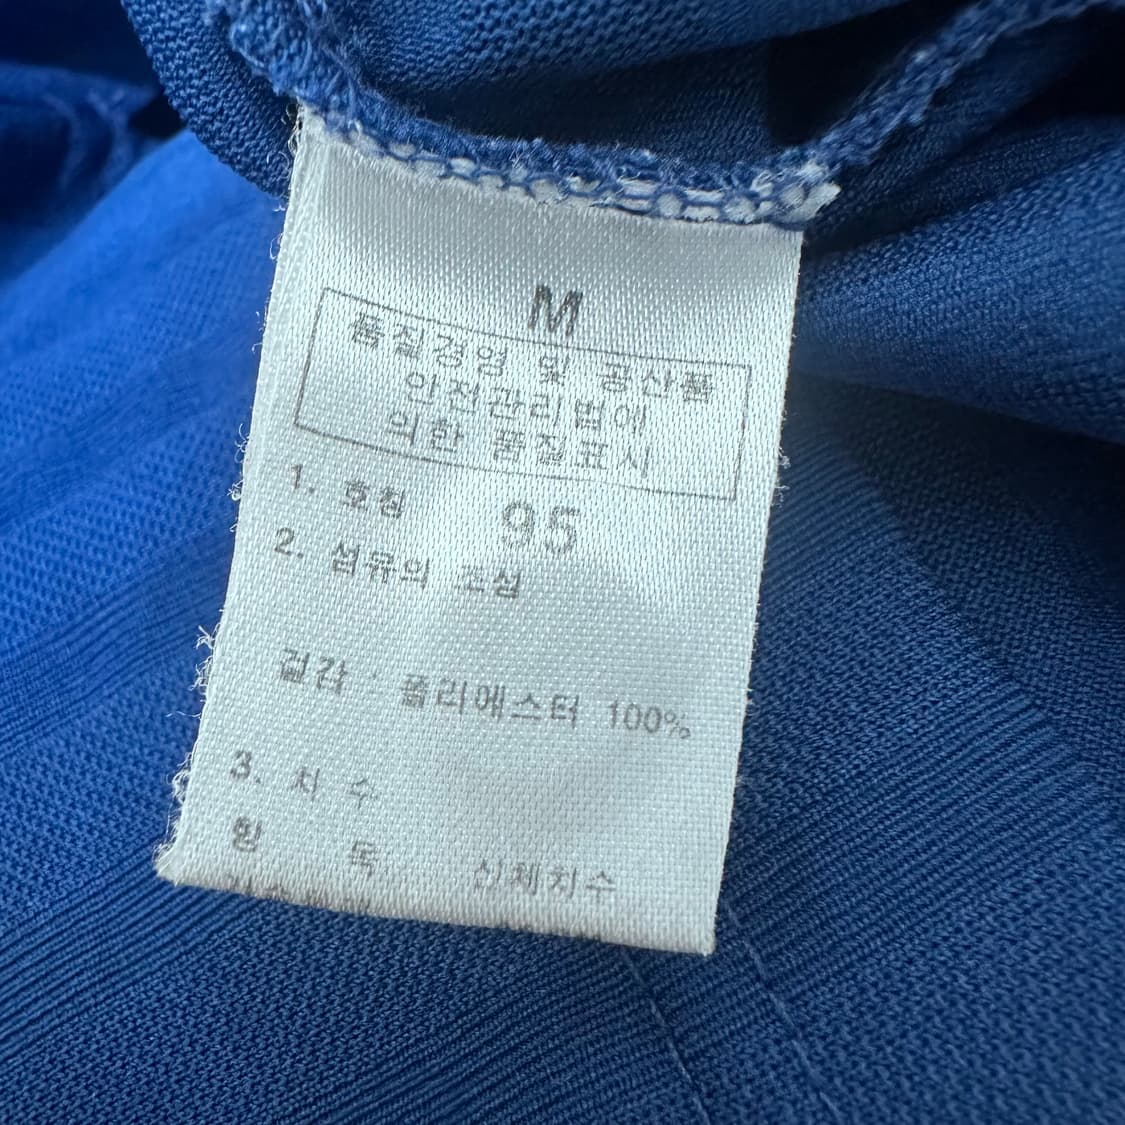 M
품질경영 및 공산품
안전관리법에
의한 품질표시
1. 호칭 95
2. 섬유의 조성
겉감 : 폴리에스터 100%
3. 치 수
항 목 신체치수